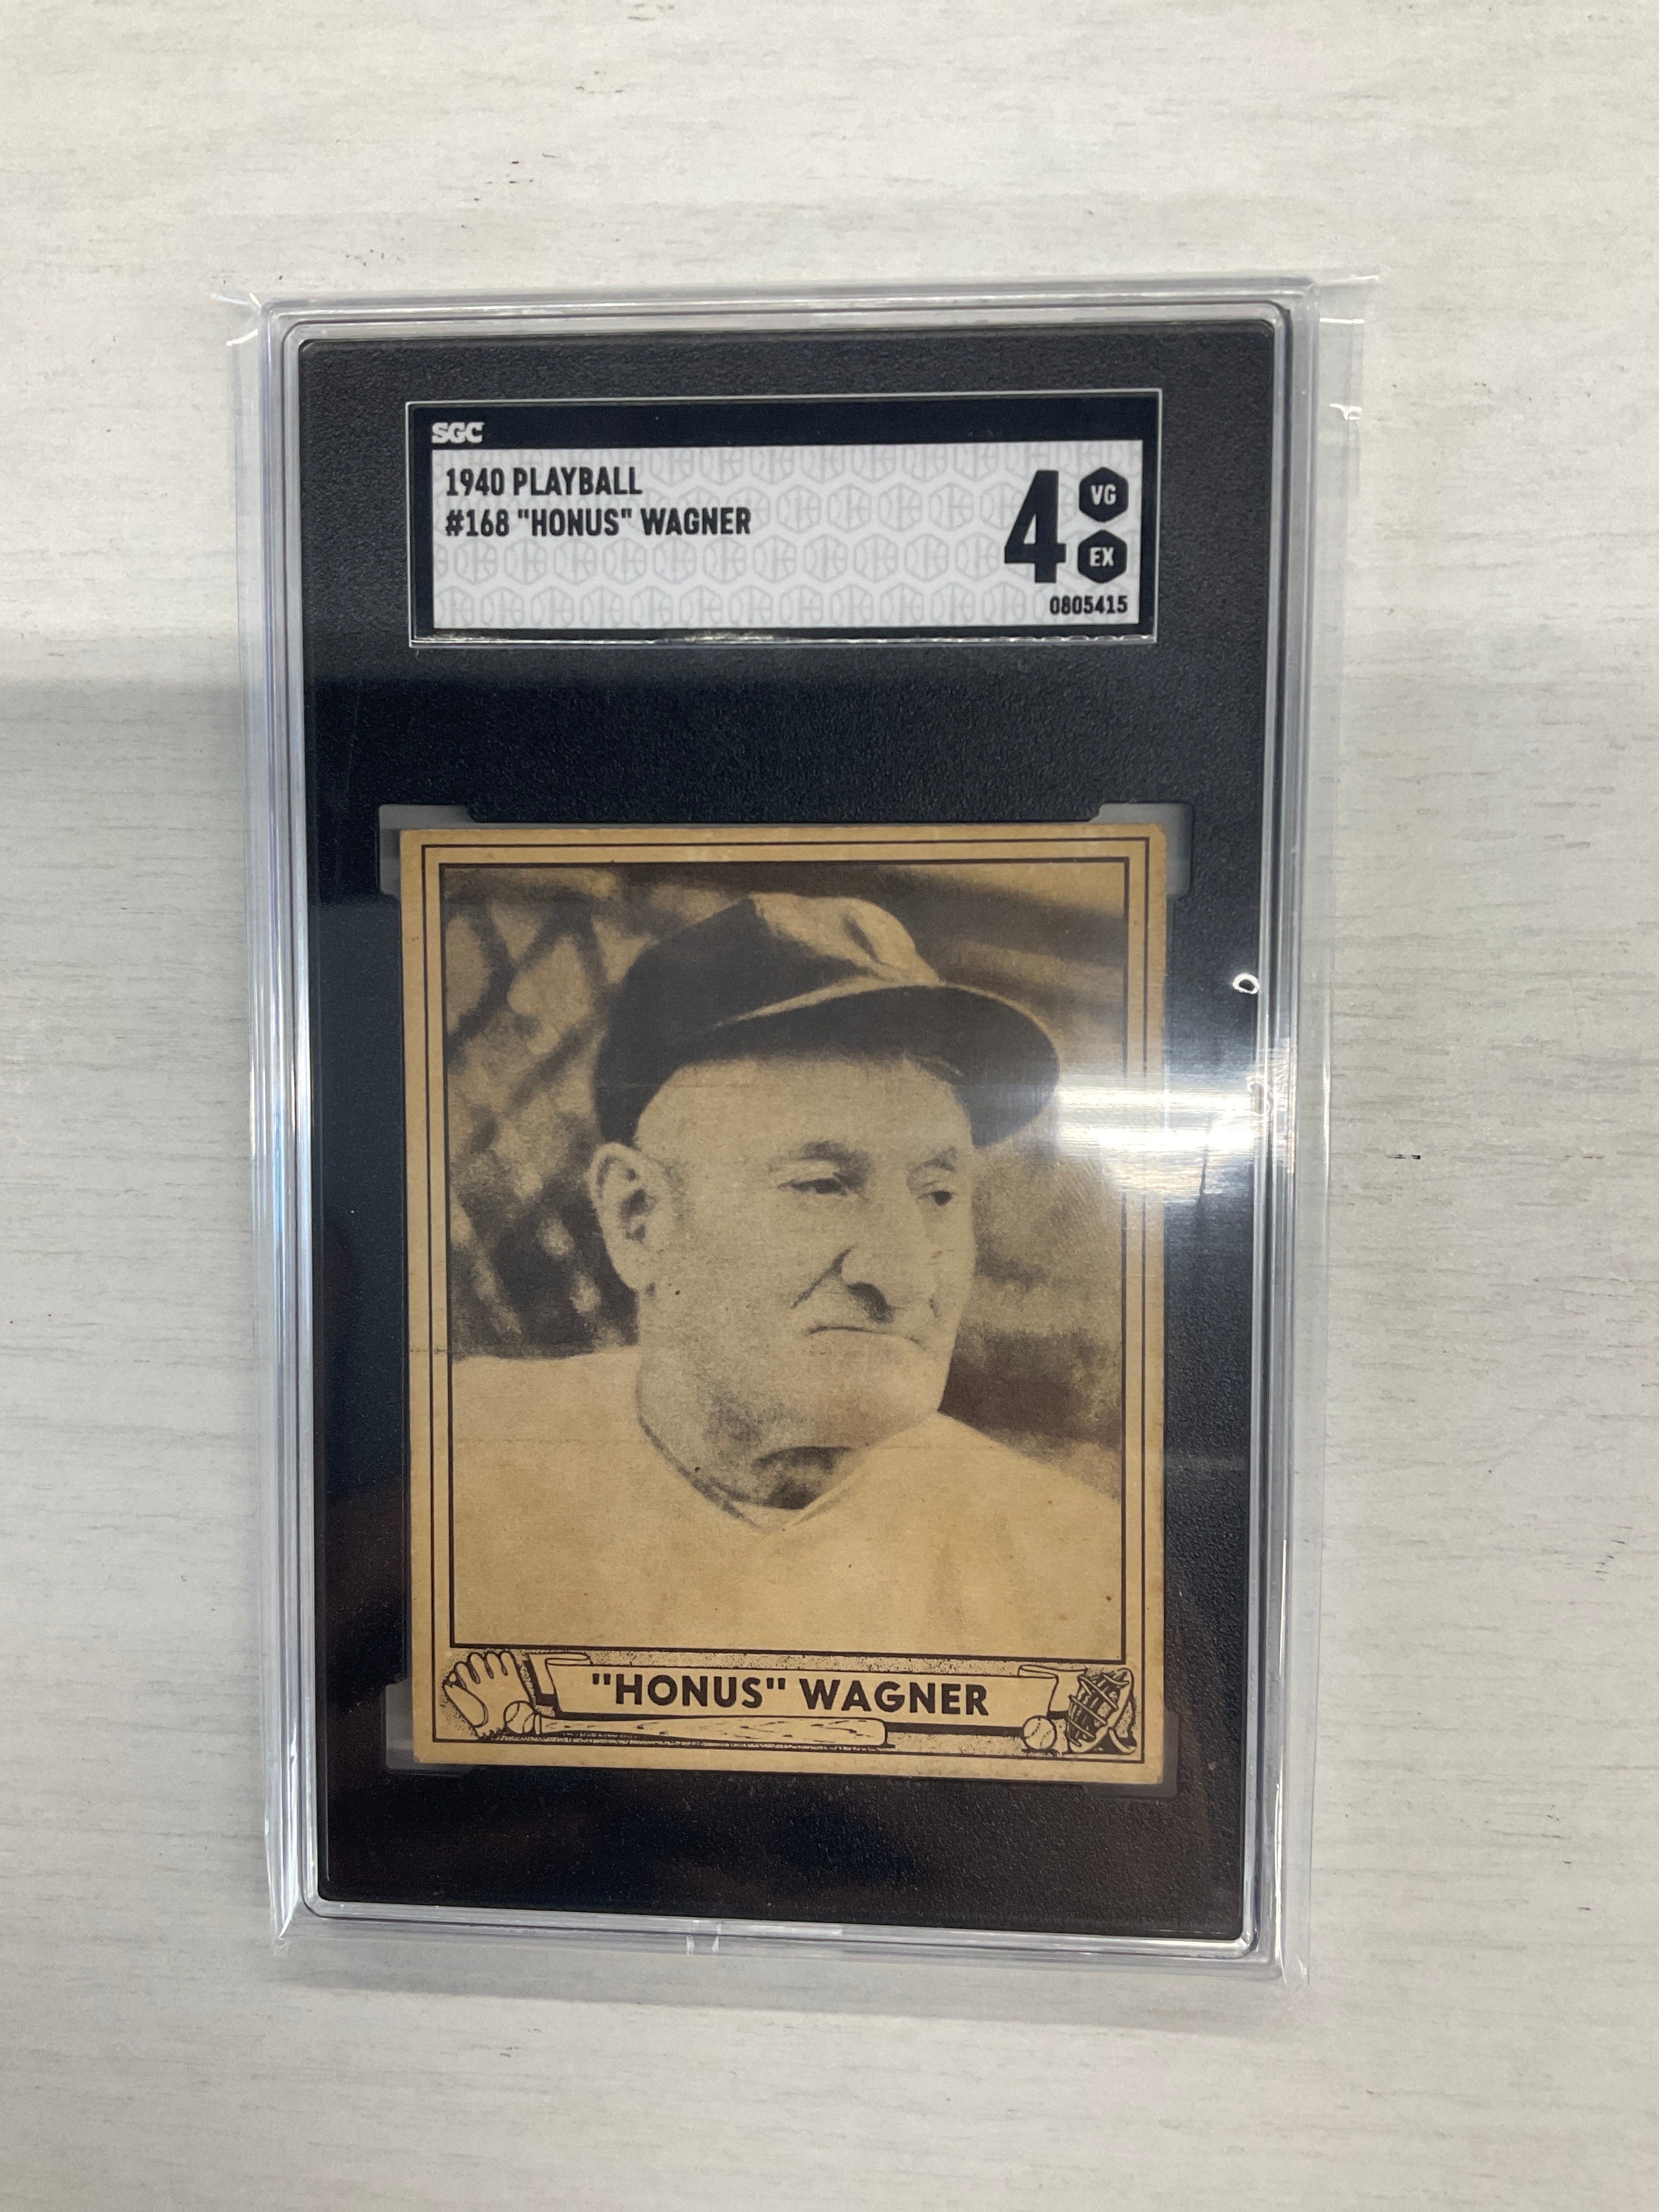 SGC
1940 PLAYBALL
#168 "HONUS" WAGNER
4
VG
EX
0805415
"HONUS" WAGNER